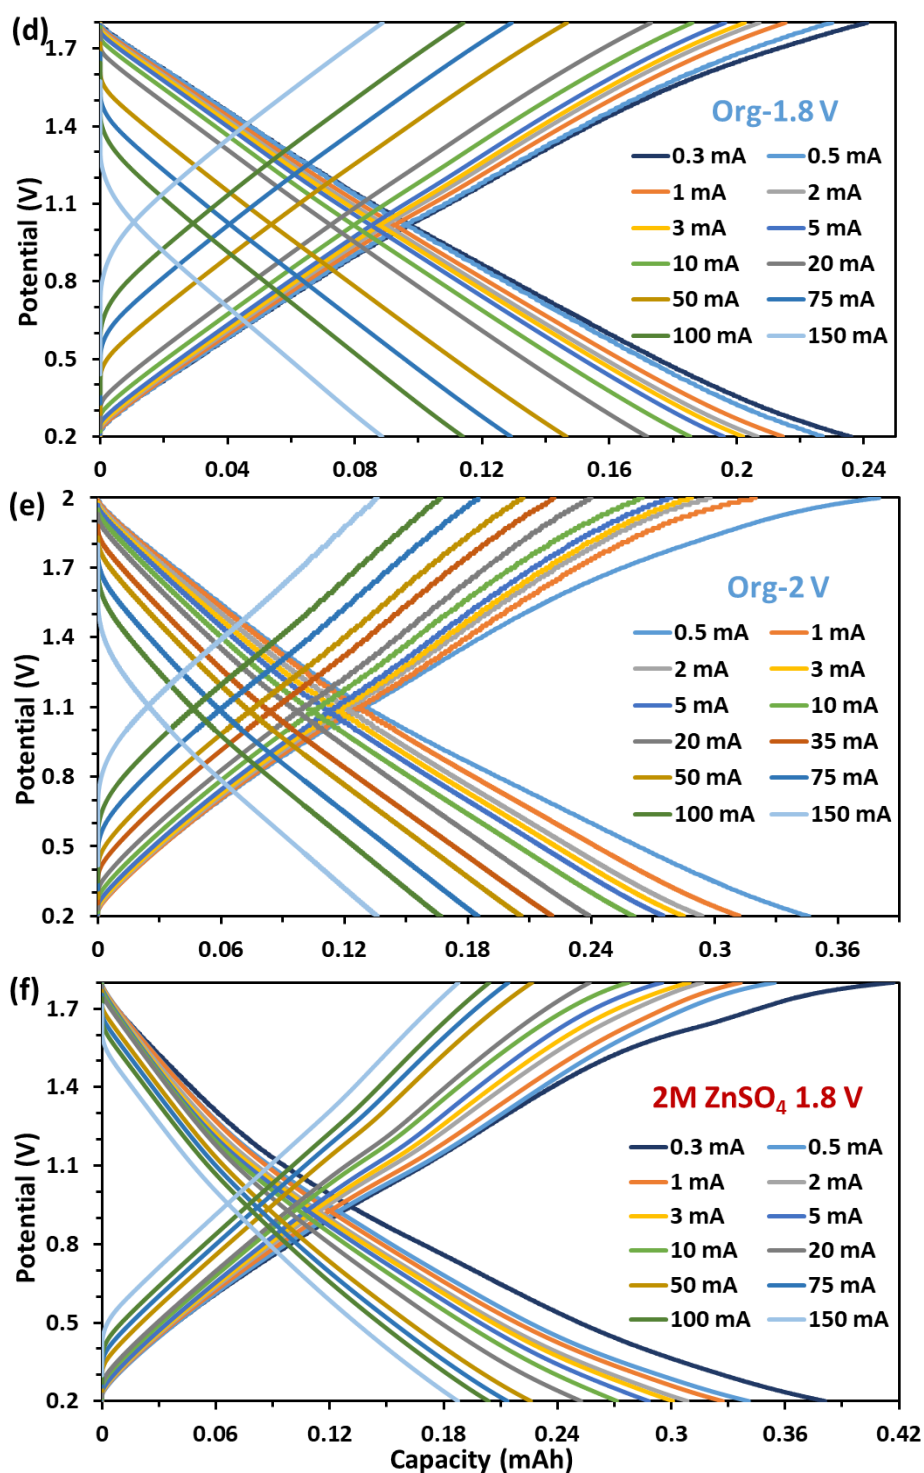 (d)
Potential (V)
1.7
1.4
1.1
0.8
0.5
0.2
Org-1.8 V
0.3 mA 0.5 mA
1 mA 2 mA
3 mA 5 mA
10 mA 20 mA
50 mA 75 mA
100 mA 150 mA
0 0.04 0.08 0.12 0.16 0.2 0.24
(e)
Potential (V)
2
1.7
1.4
1.1
0.8
0.5
0.2
Org-2 V
0.5 mA 1 mA
2 mA 3 mA
5 mA 10 mA
20 mA 35 mA
50 mA 75 mA
100 mA 150 mA
0 0.06 0.12 0.18 0.24 0.3 0.36
(f)
Potential (V)
1.7
1.4
1.1
0.8
0.5
0.2
2M ZnSO₄ 1.8 V
0.3 mA 0.5 mA
1 mA 2 mA
3 mA 5 mA
10 mA 20 mA
50 mA 75 mA
100 mA 150 mA
0 0.06 0.12 0.18 0.24 0.3 0.36 0.42
Capacity (mAh)